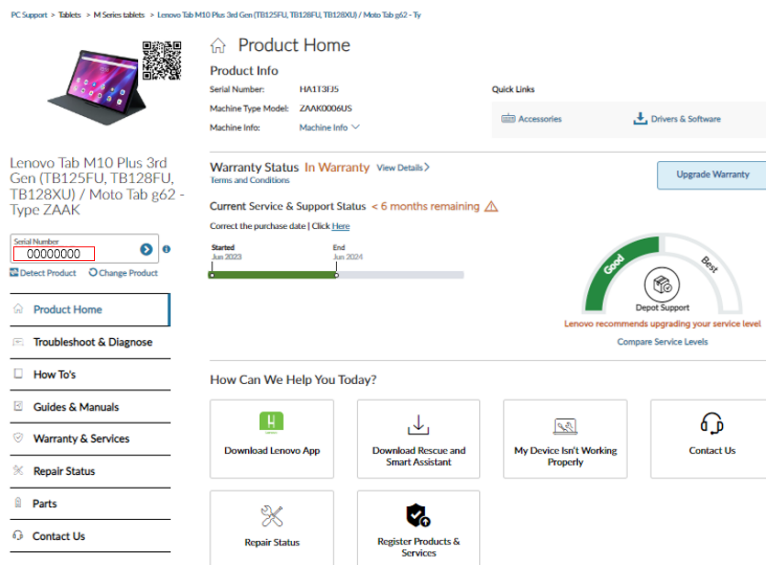 PC Support > Tablets > M Series tablets > Lenovo Tab M10 Plus 3rd Gen (TB125FU, TB128FU, TB128XU) / Moto Tab g62 - Ty
Product Home
Product Info
Serial Number:
Quick Links
Machine Type Model: ZAAK0006US
Accessories
Drivers & Software
Machine Info: Machine Info
Lenovo Tab M10 Plus 3rd
Gen (TB125FU, TB128FU,
TB128XU) / Moto Tab g62 -
Type ZAAK
Serial Number
00000000
Detect Product
Change Product
Product Home
Troubleshoot & Diagnose
How To's
Guides & Manuals
Warranty & Services
Repair Status
Parts
Contact Us
Warranty Status In Warranty View Details
Terms and Conditions
Upgrade Warranty
Current Service & Support Status < 6 months remaining
Correct the purchase date | Click Here
Started
Jun 2023
End
Jun 2024
Good
Best
Depot Support
Lenovo recommends upgrading your service level
Compare Service Levels
How Can We Help You Today?
Download Lenovo App
Download Rescue and
Smart Assistant
My Device Isn't Working
Properly
Contact Us
Repair Status
Register Products &
Services